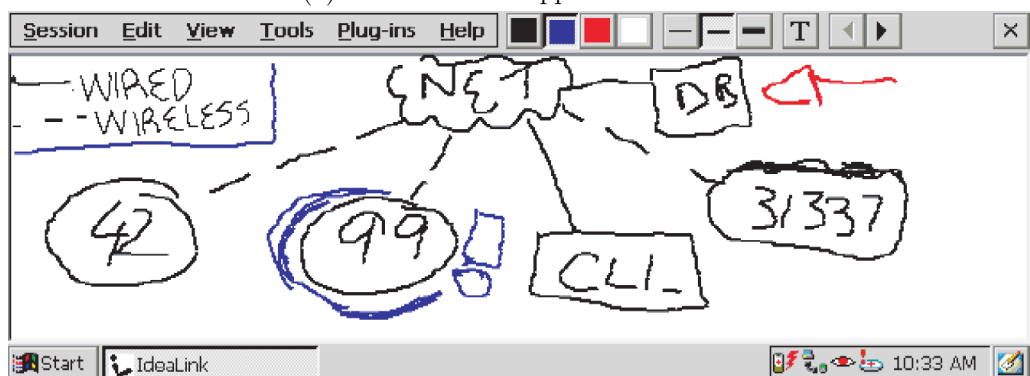 Session Edit View Tools Plug-ins Help T
WIRED
WIRELESS
NET
DB
42
99
!
CLI
31337
Start IdeaLink 10:33 AM